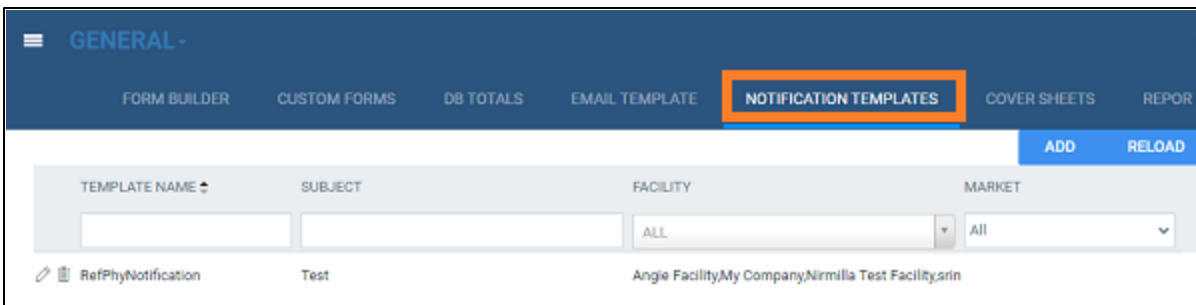 GENERAL-
FORM BUILDER CUSTOM FORMS DB TOTALS EMAIL TEMPLATE NOTIFICATION TEMPLATES COVER SHEETS REPOR
ADD RELOAD
TEMPLATE NAME SUBJECT FACILITY MARKET
ALL All
RefPhyNotification Test Angie Facility,My Company,Nirmilla Test Facility,srin